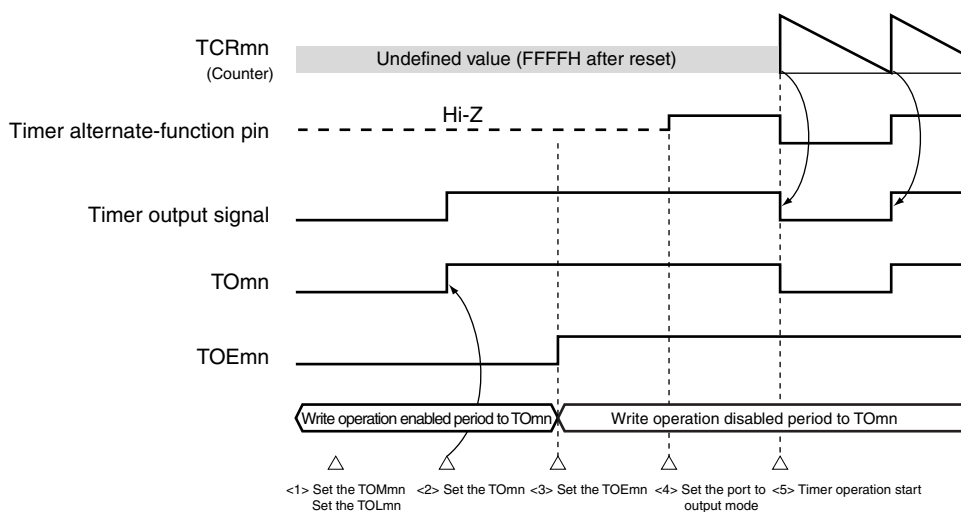 TCRmn
(Counter)
Undefined value (FFFFH after reset)
Hi-Z
Timer alternate-function pin
Timer output signal
TOmn
TOEmn
Write operation enabled period to TOmn
Write operation disabled period to TOmn
<1> Set the TOMmn
Set the TOLmn
<2> Set the TOmn
<3> Set the TOEmn
<4> Set the port to
output mode
<5> Timer operation start